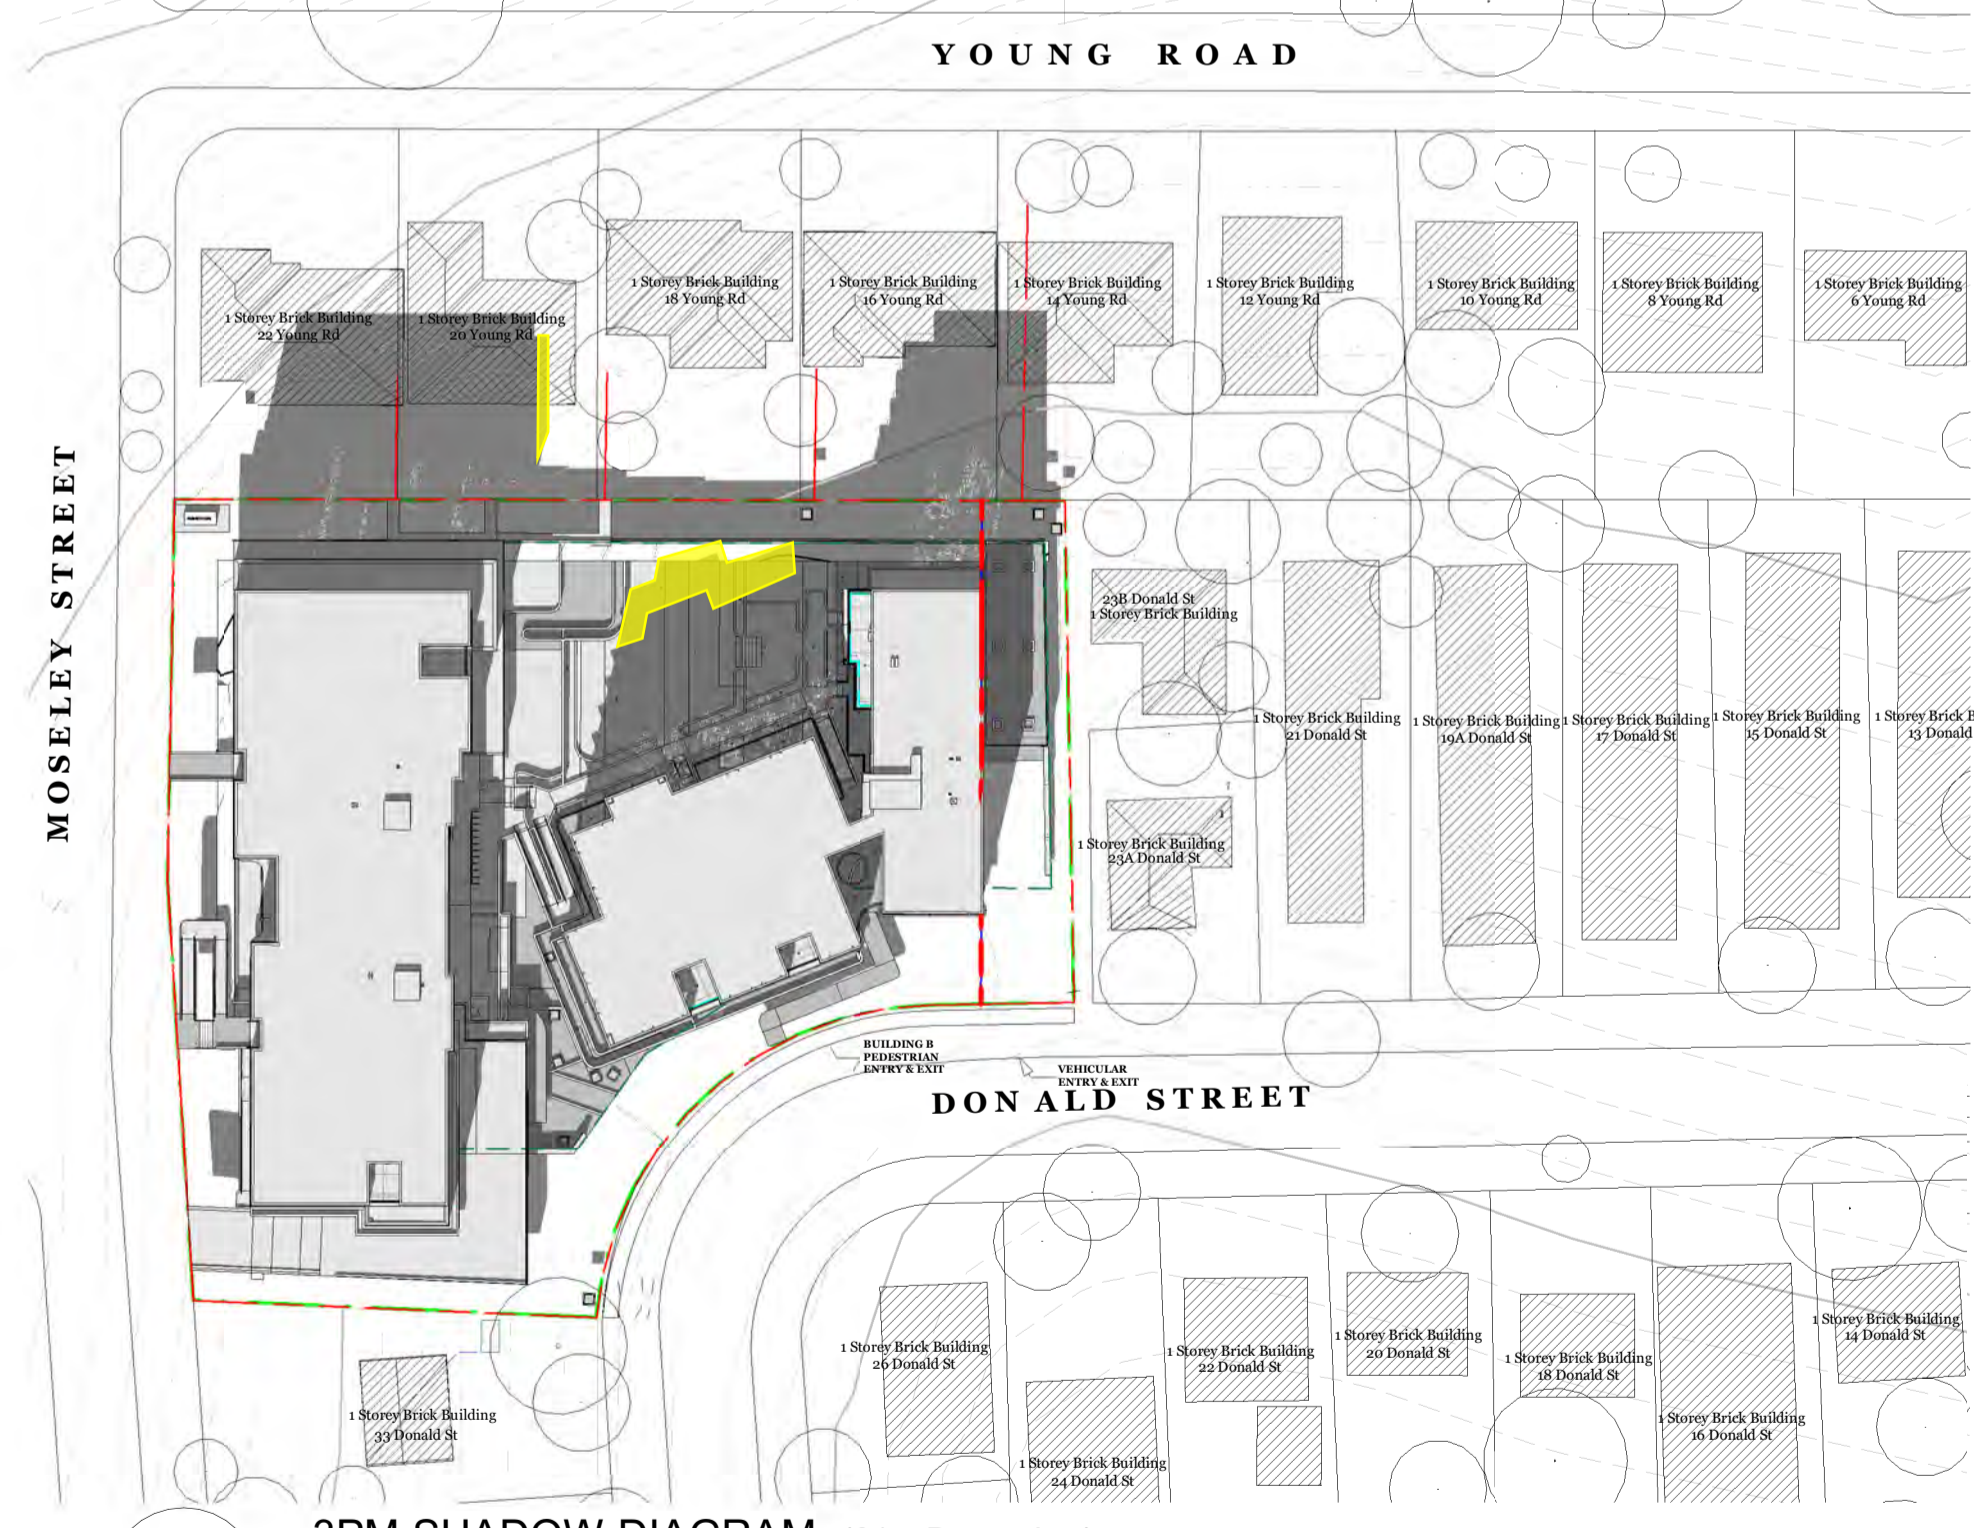 YOUNG ROAD
1 Storey Brick Building
22 Young Rd
1 Storey Brick Building
20 Young Rd
1 Storey Brick Building
18 Young Rd
1 Storey Brick Building
16 Young Rd
1 Storey Brick Building
14 Young Rd
1 Storey Brick Building
12 Young Rd
1 Storey Brick Building
10 Young Rd
1 Storey Brick Building
8 Young Rd
1 Storey Brick Building
6 Young Rd
MOSELEY STREET
23B Donald St
1 Storey Brick Building
1 Storey Brick Building
23A Donald St
1 Storey Brick Building
21 Donald St
1 Storey Brick Building
19A Donald St
1 Storey Brick Building
17 Donald St
1 Storey Brick Building
15 Donald St
1 Storey Brick B
13 Donald
BUILDING B
PEDESTRIAN
ENTRY & EXIT
VEHICULAR
ENTRY & EXIT
DONALD STREET
1 Storey Brick Building
33 Donald St
1 Storey Brick Building
26 Donald St
1 Storey Brick Building
24 Donald St
1 Storey Brick Building
22 Donald St
1 Storey Brick Building
20 Donald St
1 Storey Brick Building
18 Donald St
1 Storey Brick Building
16 Donald St
1 Storey Brick Building
14 Donald St
3PM SHADOW DIAGRAM